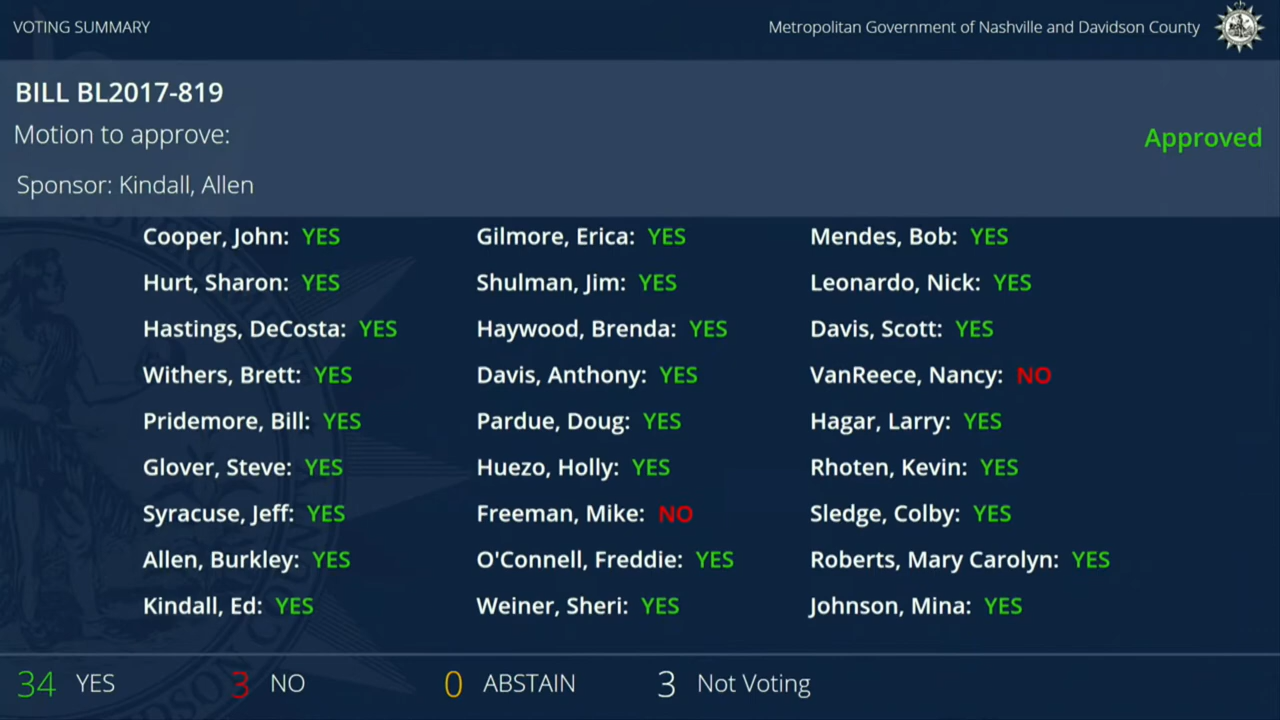 VOTING SUMMARY
Metropolitan Government of Nashville and Davidson County
BILL BL2017-819
Motion to approve:
Approved
Sponsor: Kindall, Allen
Cooper, John: YES
Gilmore, Erica: YES
Mendes, Bob: YES
Hurt, Sharon: YES
Shulman, Jim: YES
Leonardo, Nick: YES
Hastings, DeCosta: YES
Haywood, Brenda: YES
Davis, Scott: YES
Withers, Brett: YES
Davis, Anthony: YES
VanReece, Nancy: NO
Pridemore, Bill: YES
Pardue, Doug: YES
Hagar, Larry: YES
Glover, Steve: YES
Huezo, Holly: YES
Rhoten, Kevin: YES
Syracuse, Jeff: YES
Freeman, Mike: NO
Sledge, Colby: YES
Allen, Burkley: YES
O'Connell, Freddie: YES
Roberts, Mary Carolyn: YES
Kindall, Ed: YES
Weiner, Sheri: YES
Johnson, Mina: YES
34 YES
3 NO
0 ABSTAIN
3 Not Voting